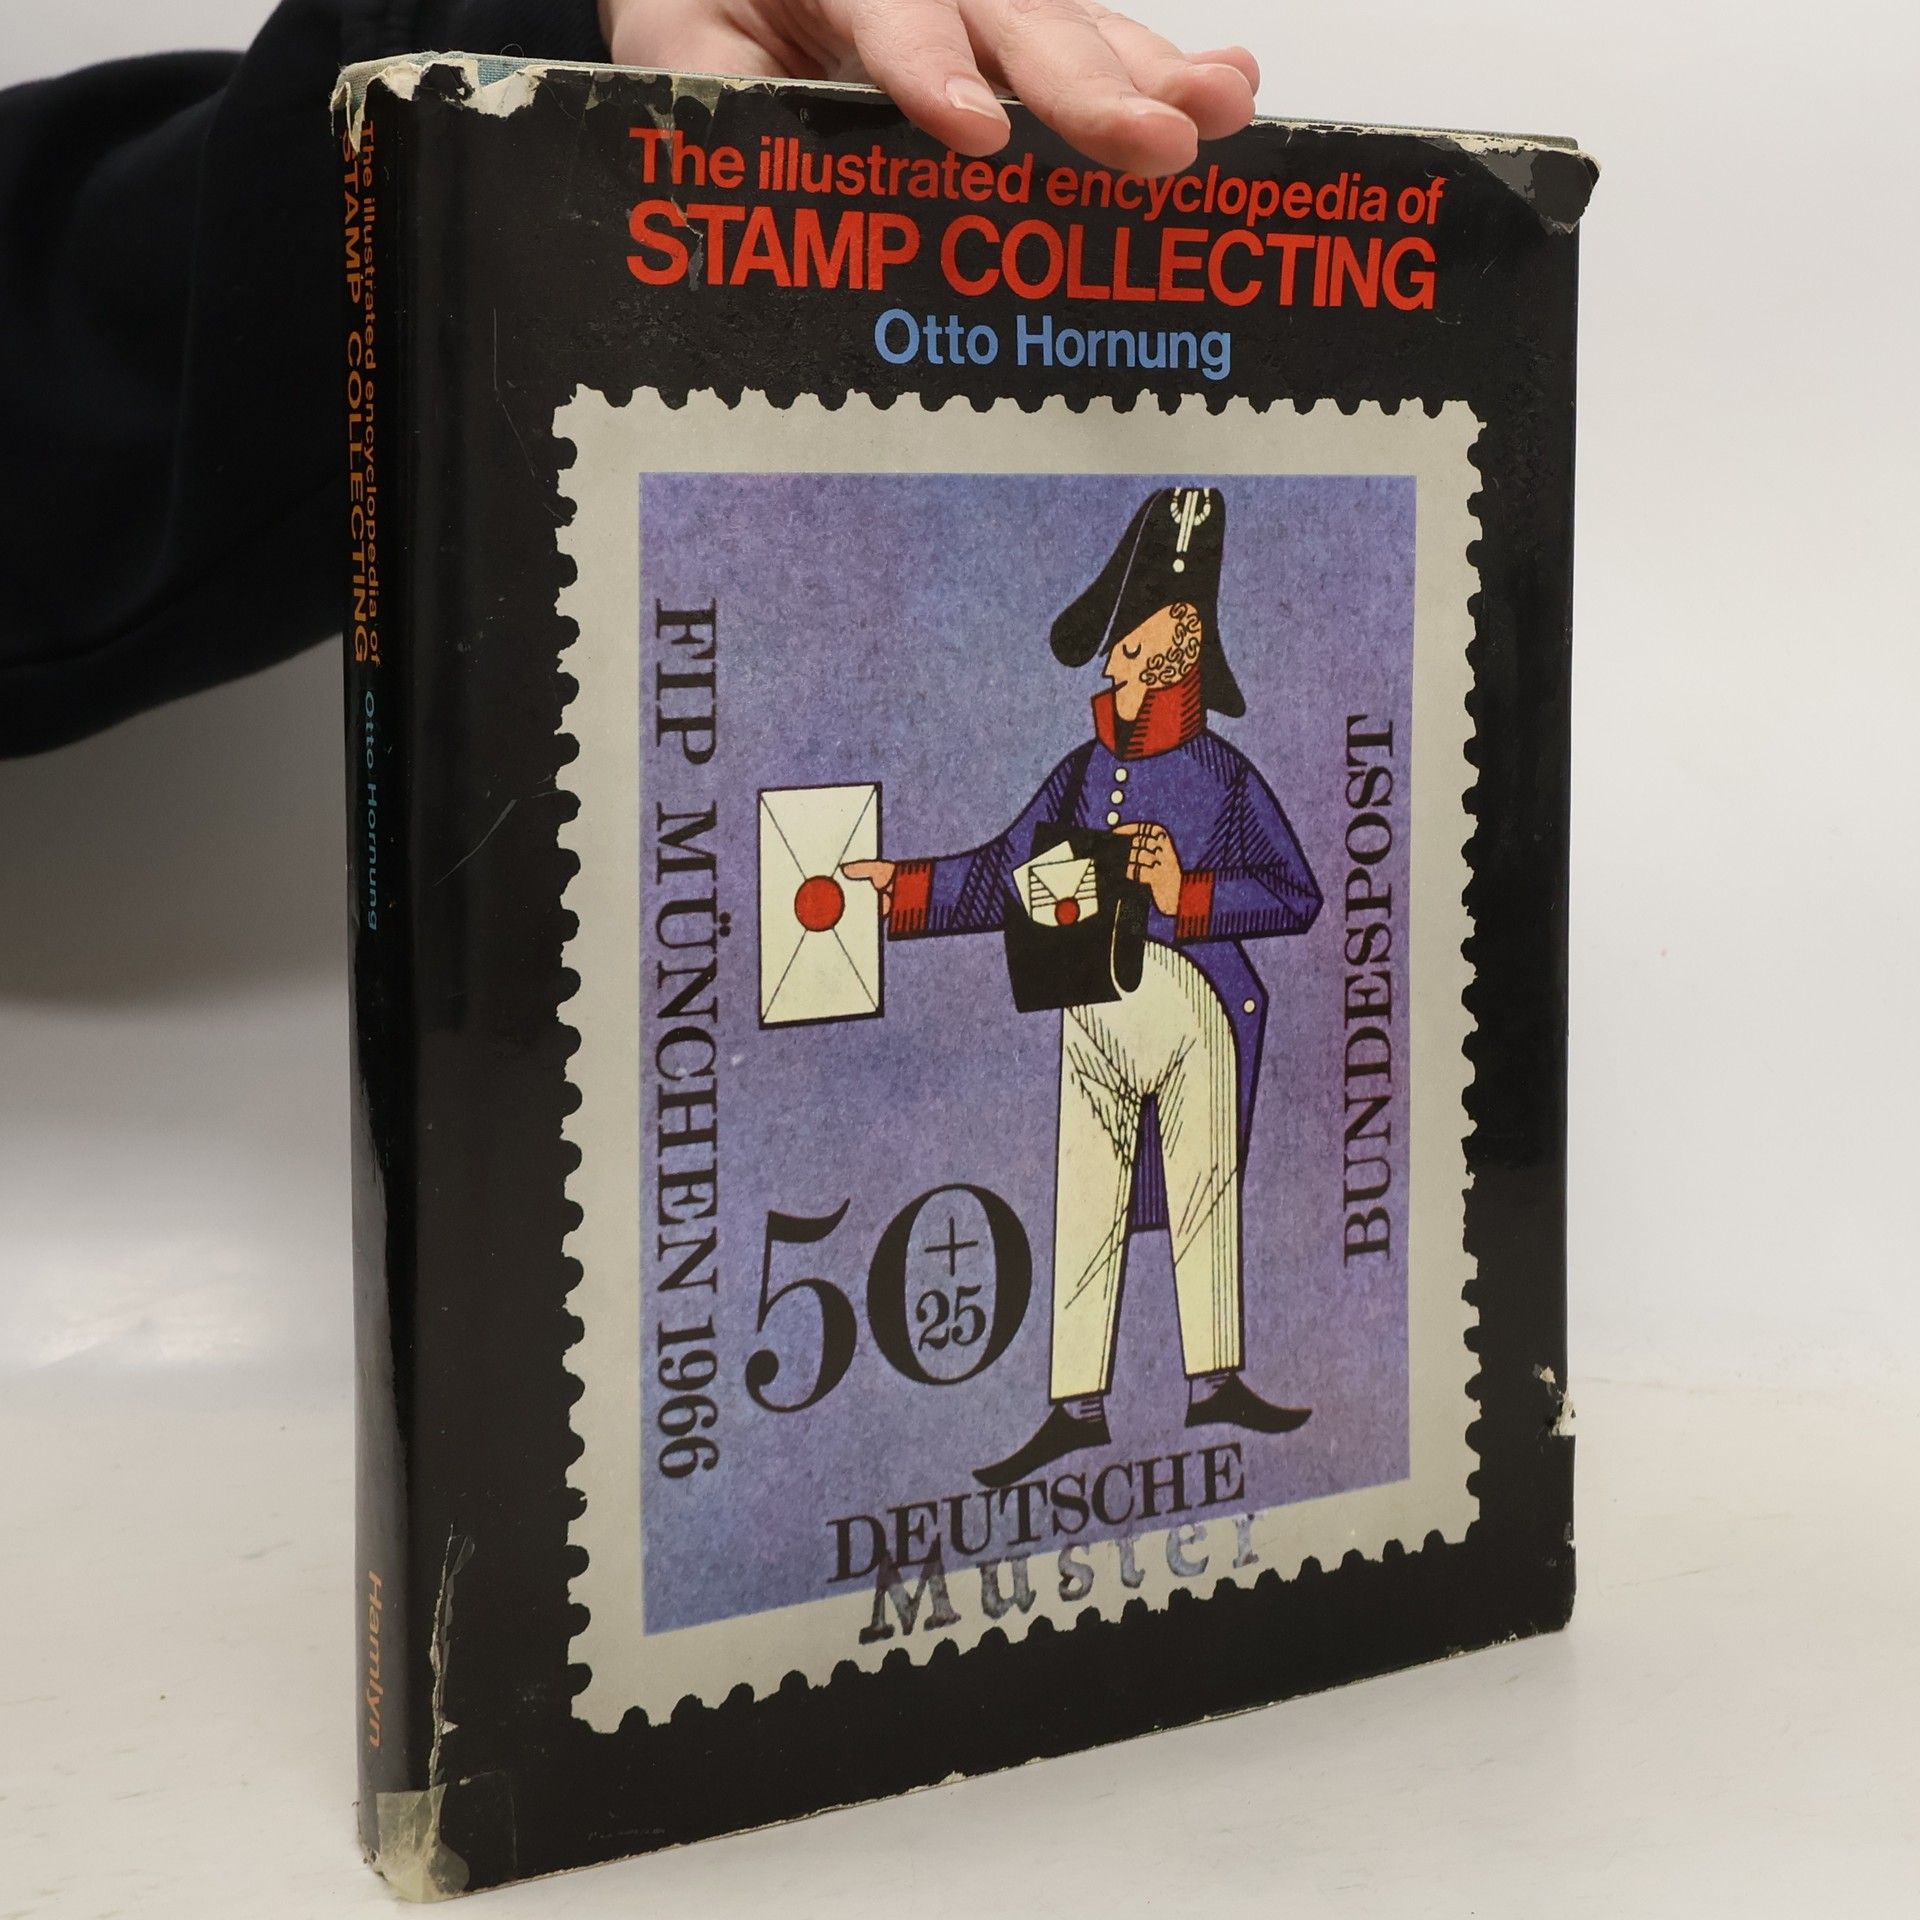 The illustrated encyclopedia of
STAMP COLLECTING
Otto Hornung
FIP MÜNCHEN 1966
BUNDESPOST
50
+
25
DEUTSCHE
Muster
The illustrated encyclopedia of
STAMP COLLECTING
Otto Hornung
Hamlyn